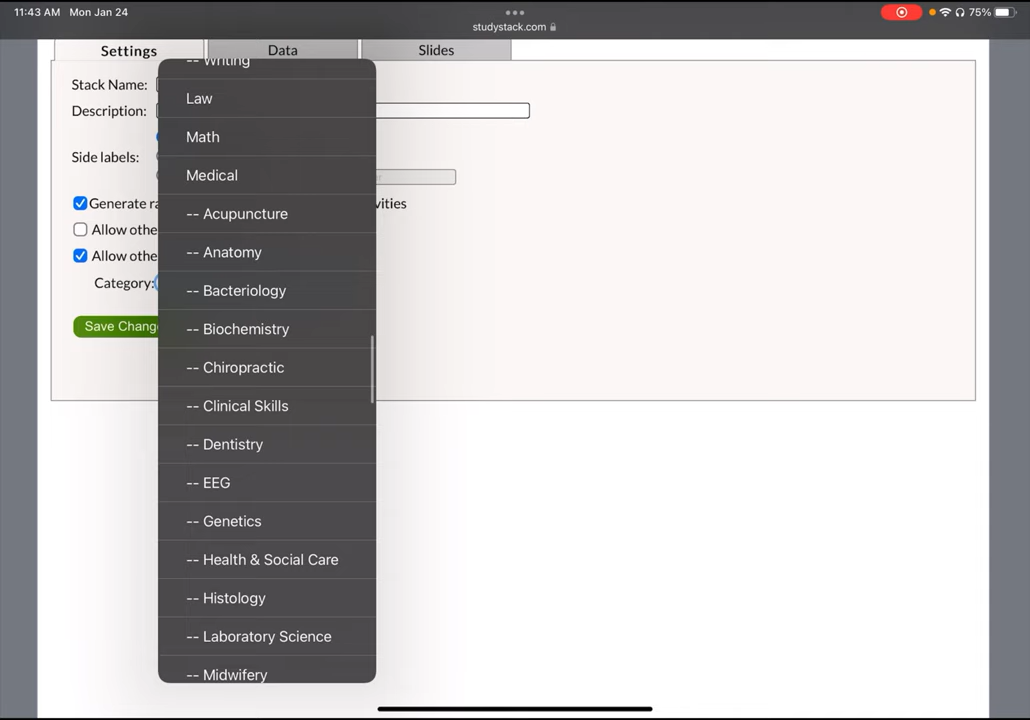 11:43 AM Mon Jan 24
75%
studystack.com
Settings
Data
Slides
-- Writing
Stack Name:
Law
Description:
Math
Side labels:
Medical
Generate ra
vities
-- Acupuncture
Allow othe
-- Anatomy
Allow othe
Category:
-- Bacteriology
Save Chang
-- Biochemistry
-- Chiropractic
-- Clinical Skills
-- Dentistry
-- EEG
-- Genetics
-- Health & Social Care
-- Histology
-- Laboratory Science
-- Midwifery